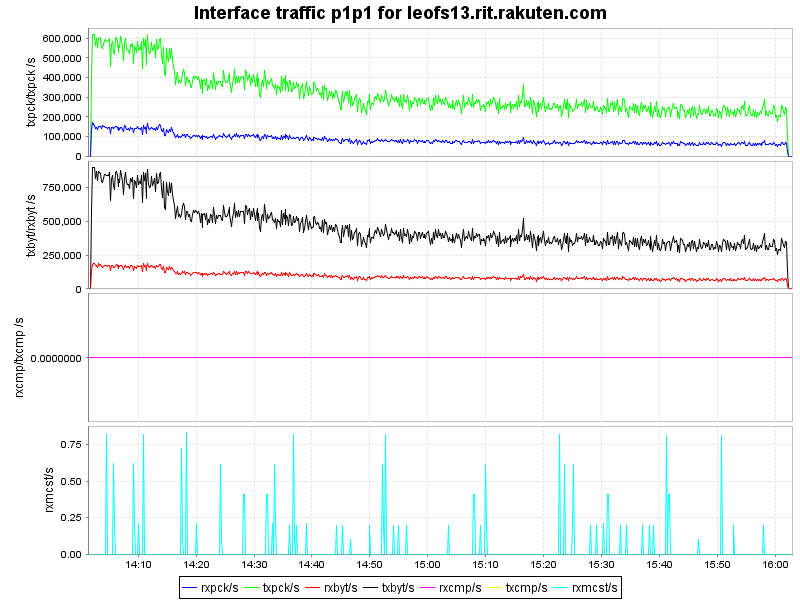 Interface traffic p1p1 for leofs13.rit.rakuten.com
txpck/txpck /s
600,000
500,000
400,000
300,000
200,000
100,000
0
txbyt/rxbyt /s
750,000
500,000
250,000
0
rxcmp/txcmp /s
0.0000000
rxmcst/s
0.75
0.50
0.25
0.00
14:10 14:20 14:30 14:40 14:50 15:00 15:10 15:20 15:30 15:40 15:50 16:00
rxpck/s txpck/s rxbyt/s txbyt/s rxcmp/s txcmp/s rxmcst/s